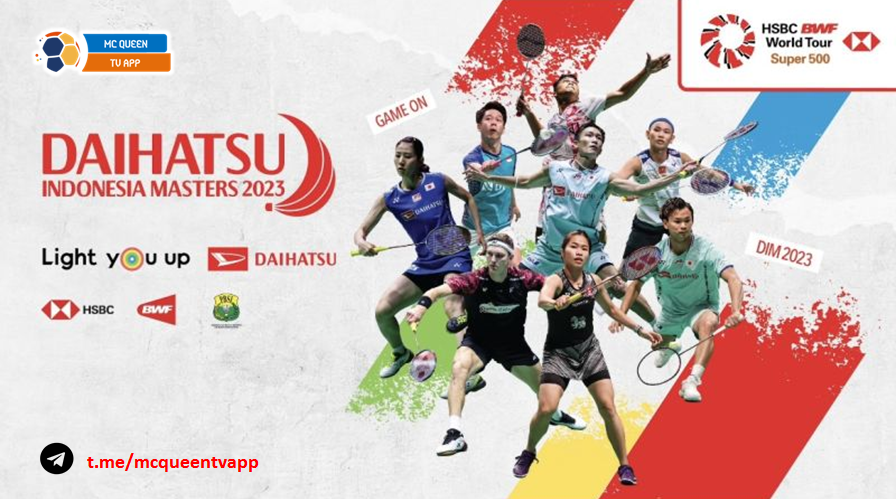 MC QUEEN
TV APP
HSBC BWF
World Tour
Super 500
GAME ON
DAIHATSU
INDONESIA MASTERS 2023
DIM 2023
Light you up
DAIHATSU
HSBC
BWF
PBSI
t.me/mcqueentvapp